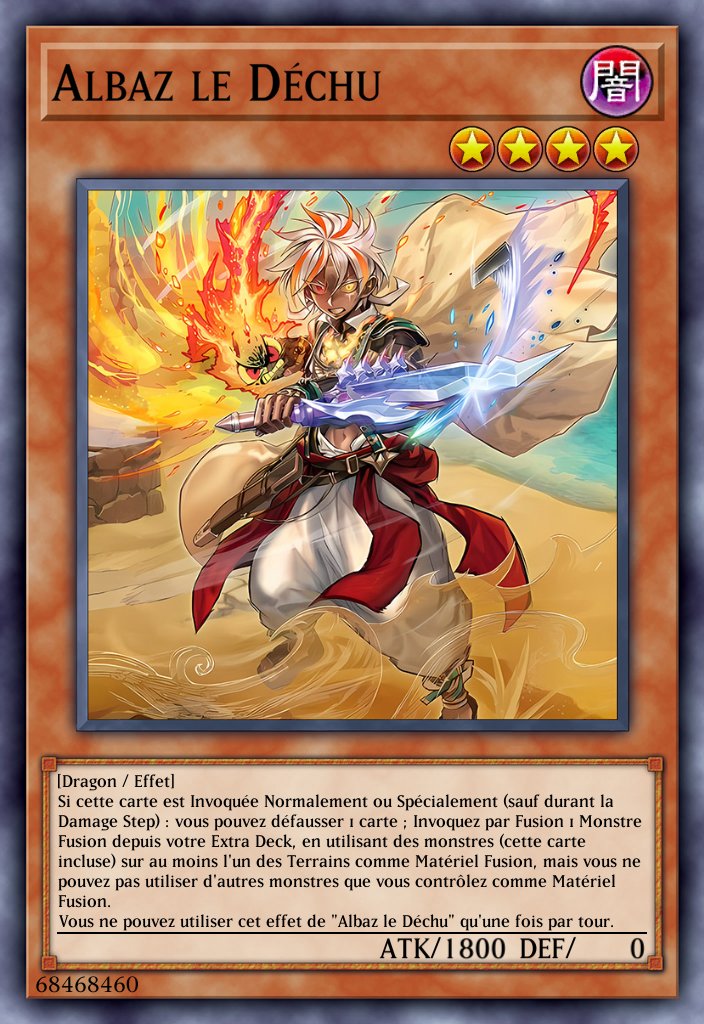 Albaz le Déchu
闇
[Dragon / Effet]
Si cette carte est Invoquée Normalement ou Spécialement (sauf durant la
Damage Step) : vous pouvez défausser 1 carte ; Invoquez par Fusion 1 Monstre
Fusion depuis votre Extra Deck, en utilisant des monstres (cette carte
incluse) sur au moins l'un des Terrains comme Matériel Fusion, mais vous ne
pouvez pas utiliser d'autres monstres que vous contrôlez comme Matériel
Fusion.
Vous ne pouvez utiliser cet effet de "Albaz le Déchu" qu'une fois par tour.
ATK/1800 DEF/ 0
68468460